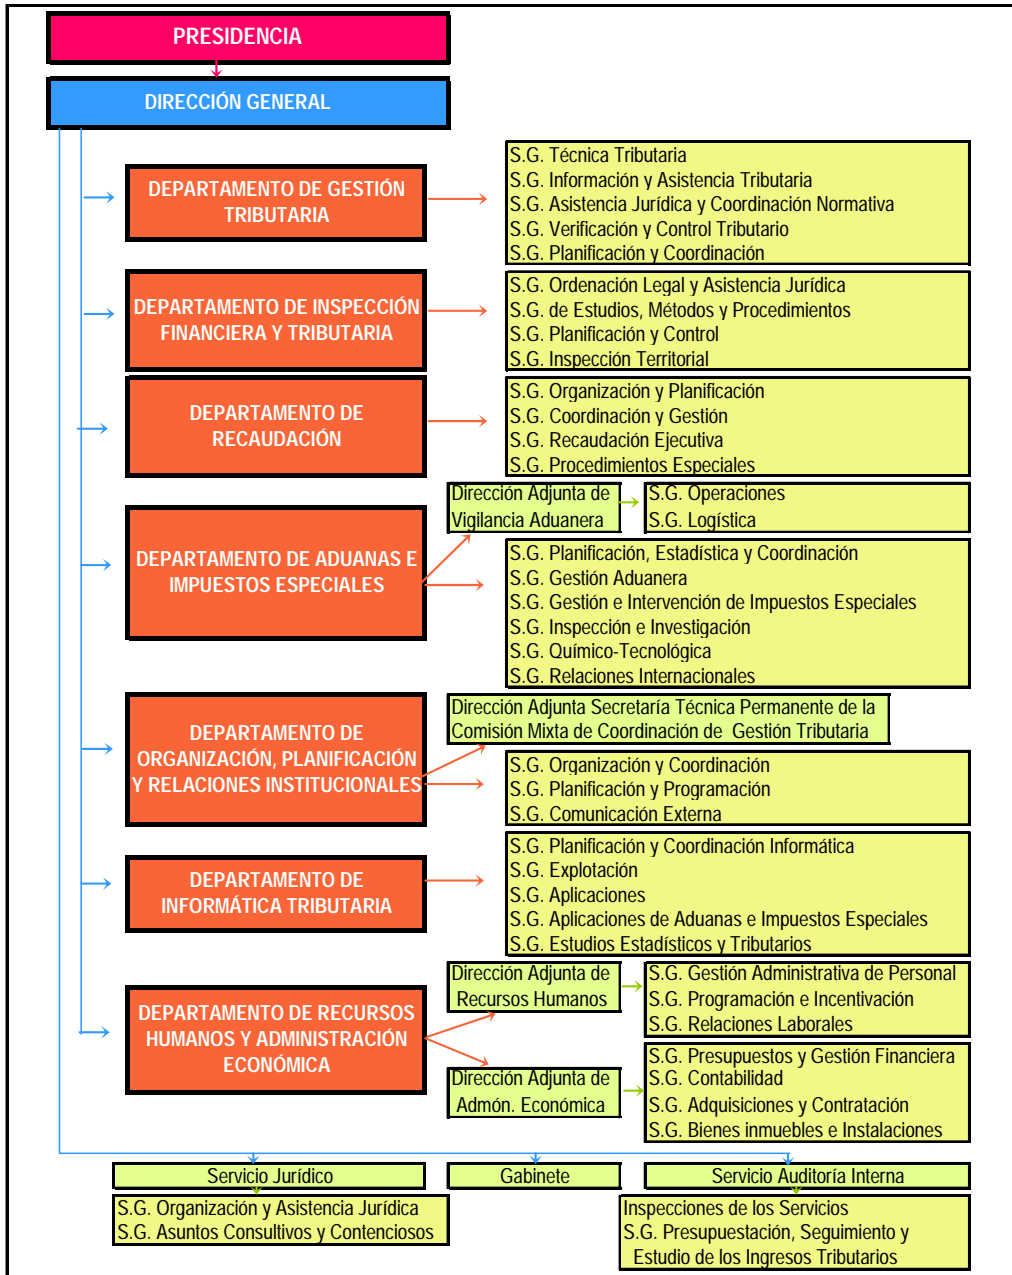 PRESIDENCIA
DIRECCIÓN GENERAL
DEPARTAMENTO DE GESTIÓN
TRIBUTARIA
S.G. Técnica Tributaria
S.G. Información y Asistencia Tributaria
S.G. Asistencia Jurídica y Coordinación Normativa
S.G. Verificación y Control Tributario
S.G. Planificación y Coordinación
DEPARTAMENTO DE INSPECCIÓN
FINANCIERA Y TRIBUTARIA
S.G. Ordenación Legal y Asistencia Jurídica
S.G. de Estudios, Métodos y Procedimientos
S.G. Planificación y Control
S.G. Inspección Territorial
DEPARTAMENTO DE
RECAUDACIÓN
S.G. Organización y Planificación
S.G. Coordinación y Gestión
S.G. Recaudación Ejecutiva
S.G. Procedimientos Especiales
DEPARTAMENTO DE ADUANAS E
IMPUESTOS ESPECIALES
Dirección Adjunta de
Vigilancia Aduanera
S.G. Operaciones
S.G. Logística
S.G. Planificación, Estadística y Coordinación
S.G. Gestión Aduanera
S.G. Gestión e Intervención de Impuestos Especiales
S.G. Inspección e Investigación
S.G. Químico-Tecnológica
S.G. Relaciones Internacionales
DEPARTAMENTO DE
ORGANIZACIÓN, PLANIFICACIÓN
Y RELACIONES INSTITUCIONALES
Dirección Adjunta Secretaría Técnica Permanente de la
Comisión Mixta de Coordinación de Gestión Tributaria
S.G. Organización y Coordinación
S.G. Planificación y Programación
S.G. Comunicación Externa
DEPARTAMENTO DE
INFORMÁTICA TRIBUTARIA
S.G. Planificación y Coordinación Informática
S.G. Explotación
S.G. Aplicaciones
S.G. Aplicaciones de Aduanas e Impuestos Especiales
S.G. Estudios Estadísticos y Tributarios
DEPARTAMENTO DE RECURSOS
HUMANOS Y ADMINISTRACIÓN
ECONÓMICA
Dirección Adjunta de
Recursos Humanos
S.G. Gestión Administrativa de Personal
S.G. Programación e Incentivación
S.G. Relaciones Laborales
Dirección Adjunta de
Admón. Económica
S.G. Presupuestos y Gestión Financiera
S.G. Contabilidad
S.G. Adquisiciones y Contratación
S.G. Bienes inmuebles e Instalaciones
Servicio Jurídico
S.G. Organización y Asistencia Jurídica
S.G. Asuntos Consultivos y Contenciosos
Gabinete
Servicio Auditoría Interna
Inspecciones de los Servicios
S.G. Presupuestación, Seguimiento y
Estudio de los Ingresos Tributarios